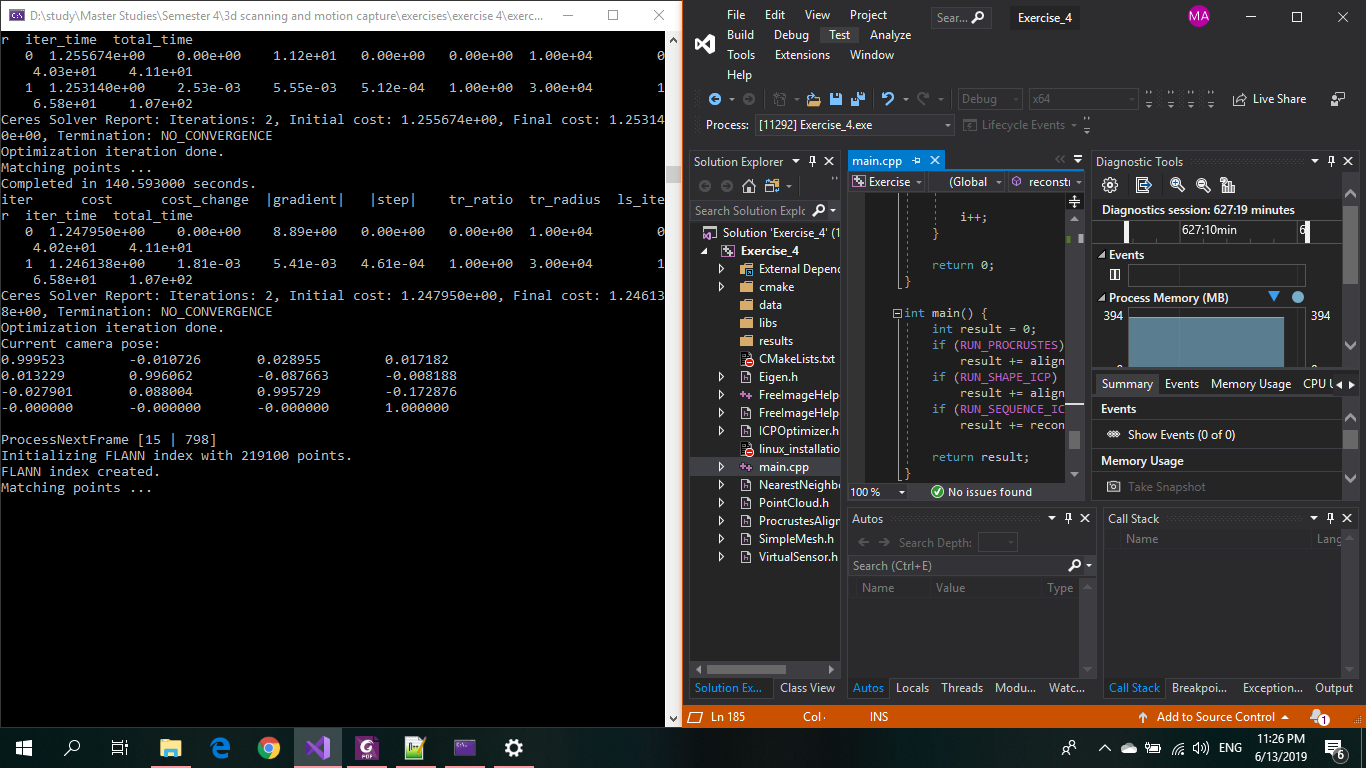 D:\study\Master Studies\Semester 4\3d scanning and motion capture\exercises\exercise 4\exerc...
r  iter_time  total_time
   0  1.255674e+00    0.00e+00    1.12e+01   0.00e+00   0.00e+00  1.00e+04        0
    4.03e+01    4.11e+01
   1  1.253140e+00    2.53e-03    5.55e-03   5.12e-04   1.00e+00  3.00e+04        1
    6.58e+01    1.07e+02
Ceres Solver Report: Iterations: 2, Initial cost: 1.255674e+00, Final cost: 1.25314
0e+00, Termination: NO_CONVERGENCE
Optimization iteration done.
Matching points ...
Completed in 140.593000 seconds.
iter      cost      cost_change  |gradient|   |step|    tr_ratio  tr_radius  ls_ite
r  iter_time  total_time
   0  1.247950e+00    0.00e+00    8.89e+00   0.00e+00   0.00e+00  1.00e+04        0
    4.02e+01    4.11e+01
   1  1.246138e+00    1.81e-03    5.41e-03   4.61e-04   1.00e+00  3.00e+04        1
    6.58e+01    1.07e+02
Ceres Solver Report: Iterations: 2, Initial cost: 1.247950e+00, Final cost: 1.24613
8e+00, Termination: NO_CONVERGENCE
Optimization iteration done.
Current camera pose:
0.999523        -0.010726       0.028955        0.017182
0.013229        0.996062        -0.087663       -0.008188
-0.027901       0.088004        0.995729        -0.172876
-0.000000       -0.000000       -0.000000       1.000000
ProcessNextFrame [15 | 798]
Initializing FLANN index with 219100 points.
FLANN index created.
Matching points ...
File Edit View Project
Build Debug Test Analyze
Tools Extensions Window
Help
Sear...
Exercise_4
MA
Debug x64
Live Share
Process: [11292] Exercise_4.exe
Lifecycle Events
Solution Explorer
Search Solution Explo
Solution 'Exercise_4' (1
Exercise_4
External Depend
cmake
data
libs
results
CMakeLists.txt
Eigen.h
FreeImageHelp
FreeImageHelp
ICPOptimizer.h
linux_installatio
main.cpp
NearestNeighbo
PointCloud.h
ProcrustesAlign
SimpleMesh.h
VirtualSensor.h
Solution Ex... Class View
main.cpp
Exercise (Global) reconstr
i++;
}
return 0;
}
int main() {
int result = 0;
if (RUN_PROCRUSTES)
result += align
if (RUN_SHAPE_ICP)
result += align
if (RUN_SEQUENCE_IC
result += recon
return result;
}
100 % No issues found
Diagnostic Tools
Diagnostics session: 627:19 minutes
627:10min 6
Events
Process Memory (MB)
394 394
Summary Events Memory Usage CPU U
Events
Show Events (0 of 0)
Memory Usage
Take Snapshot
Autos
Search Depth:
Search (Ctrl+E)
Name Value Type
Autos Locals Threads Modu... Watc...
Call Stack
Name Lang
Call Stack Breakpoi... Exception... Output
Ln 185 Col INS
Add to Source Control 1
ENG
11:26 PM
6/13/2019
6